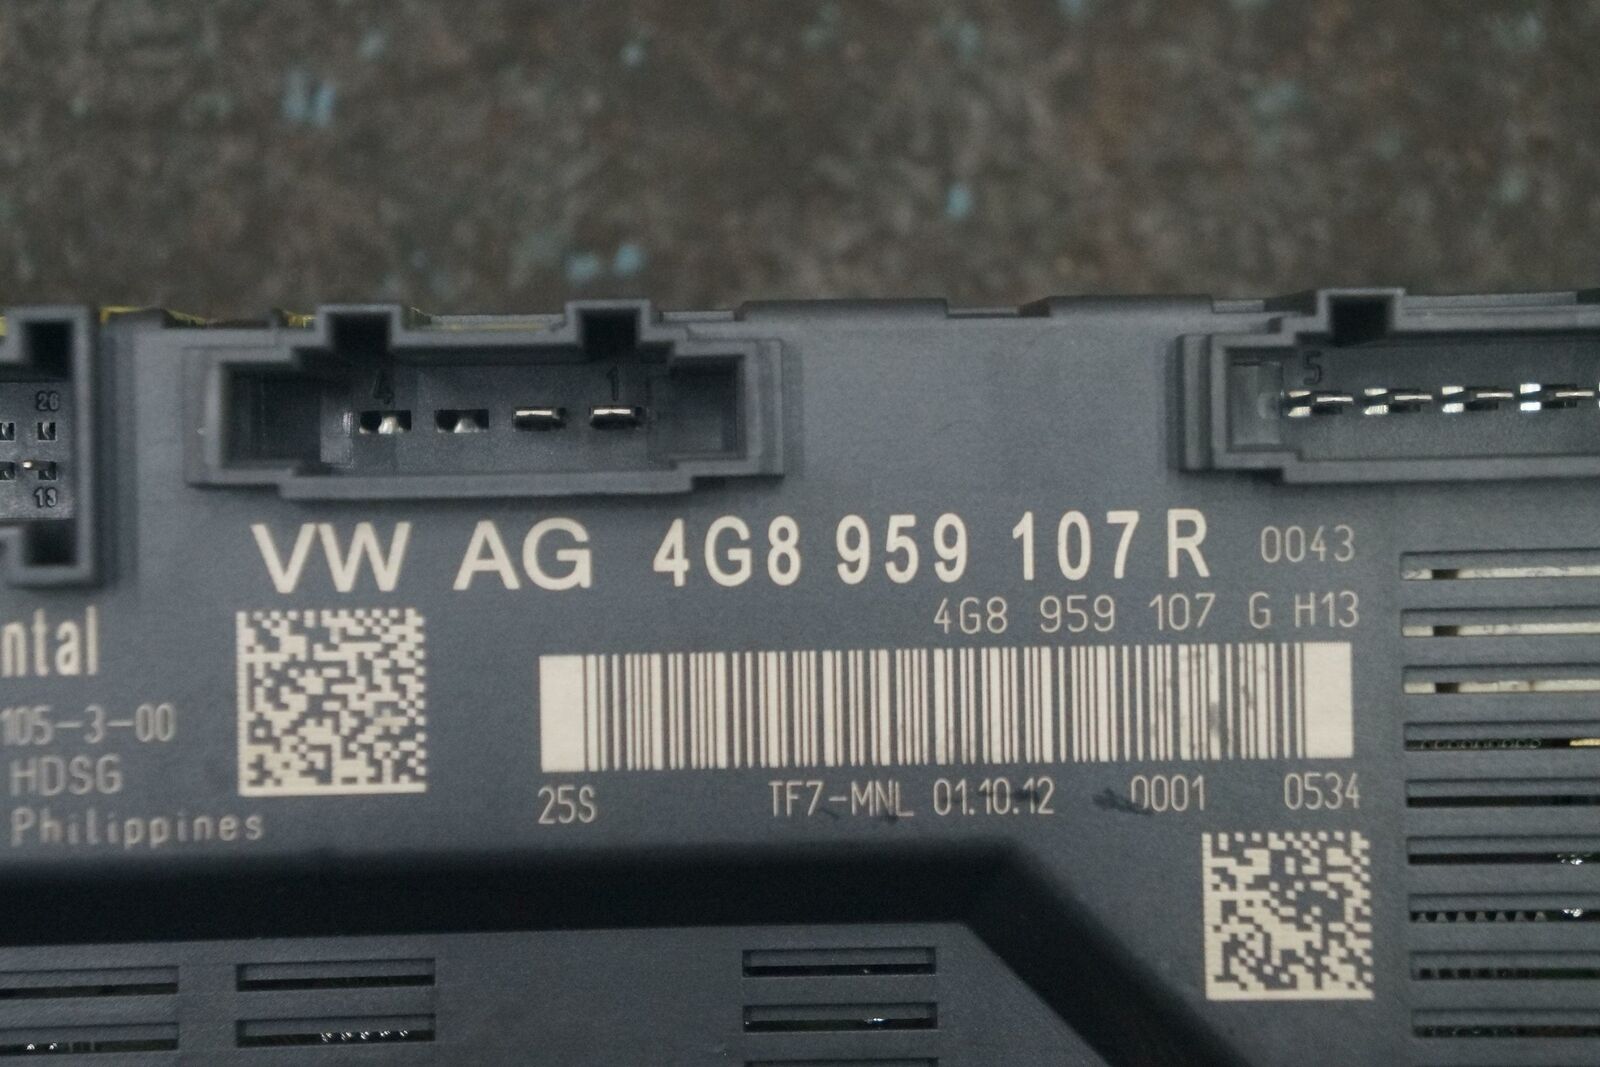 4 1 5
26
13
VW AG 4G8 959 107 R 0043
4G8 959 107 G H13
ntal
105-3-00
HDSG
Philippines
25S TF7-MNL 01.10.12 0001 0534